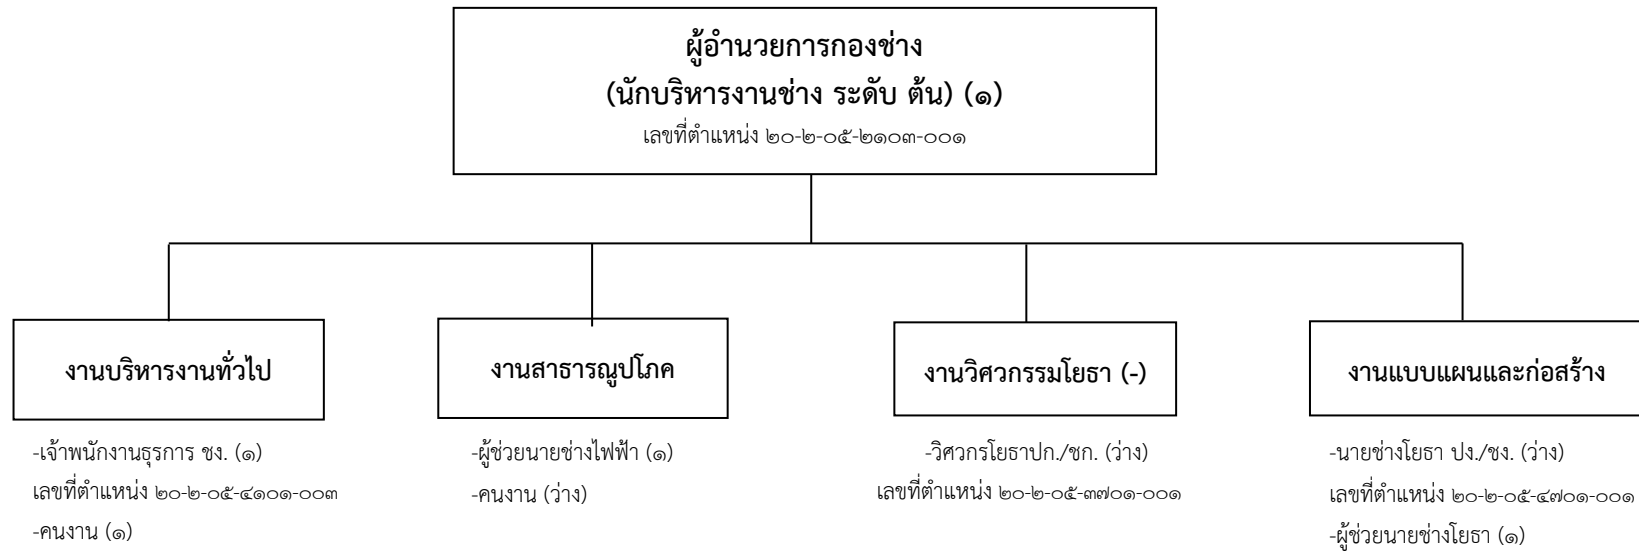 ผู้อำนวยการกองช่าง
(นักบริหารงานช่าง ระดับ ต้น) (๑)
เลขที่ตำแหน่ง ๒๐-๒-๐๕-๒๑๐๓-๐๐๑
งานบริหารงานทั่วไป
-เจ้าพนักงานธุรการ ชง. (๑)
เลขที่ตำแหน่ง ๒๐-๒-๐๕-๔๑๐๑-๐๐๓
-คนงาน (๑)
งานสาธารณูปโภค
-ผู้ช่วยนายช่างไฟฟ้า (๑)
-คนงาน (ว่าง)
งานวิศวกรรมโยธา (-)
-วิศวกรโยธาปก./ชก. (ว่าง)
เลขที่ตำแหน่ง ๒๐-๒-๐๕-๓๗๐๑-๐๐๑
งานแบบแผนและก่อสร้าง
-นายช่างโยธา ปง./ชง. (ว่าง)
เลขที่ตำแหน่ง ๒๐-๒-๐๕-๔๗๐๑-๐๐๑
-ผู้ช่วยนายช่างโยธา (๑)